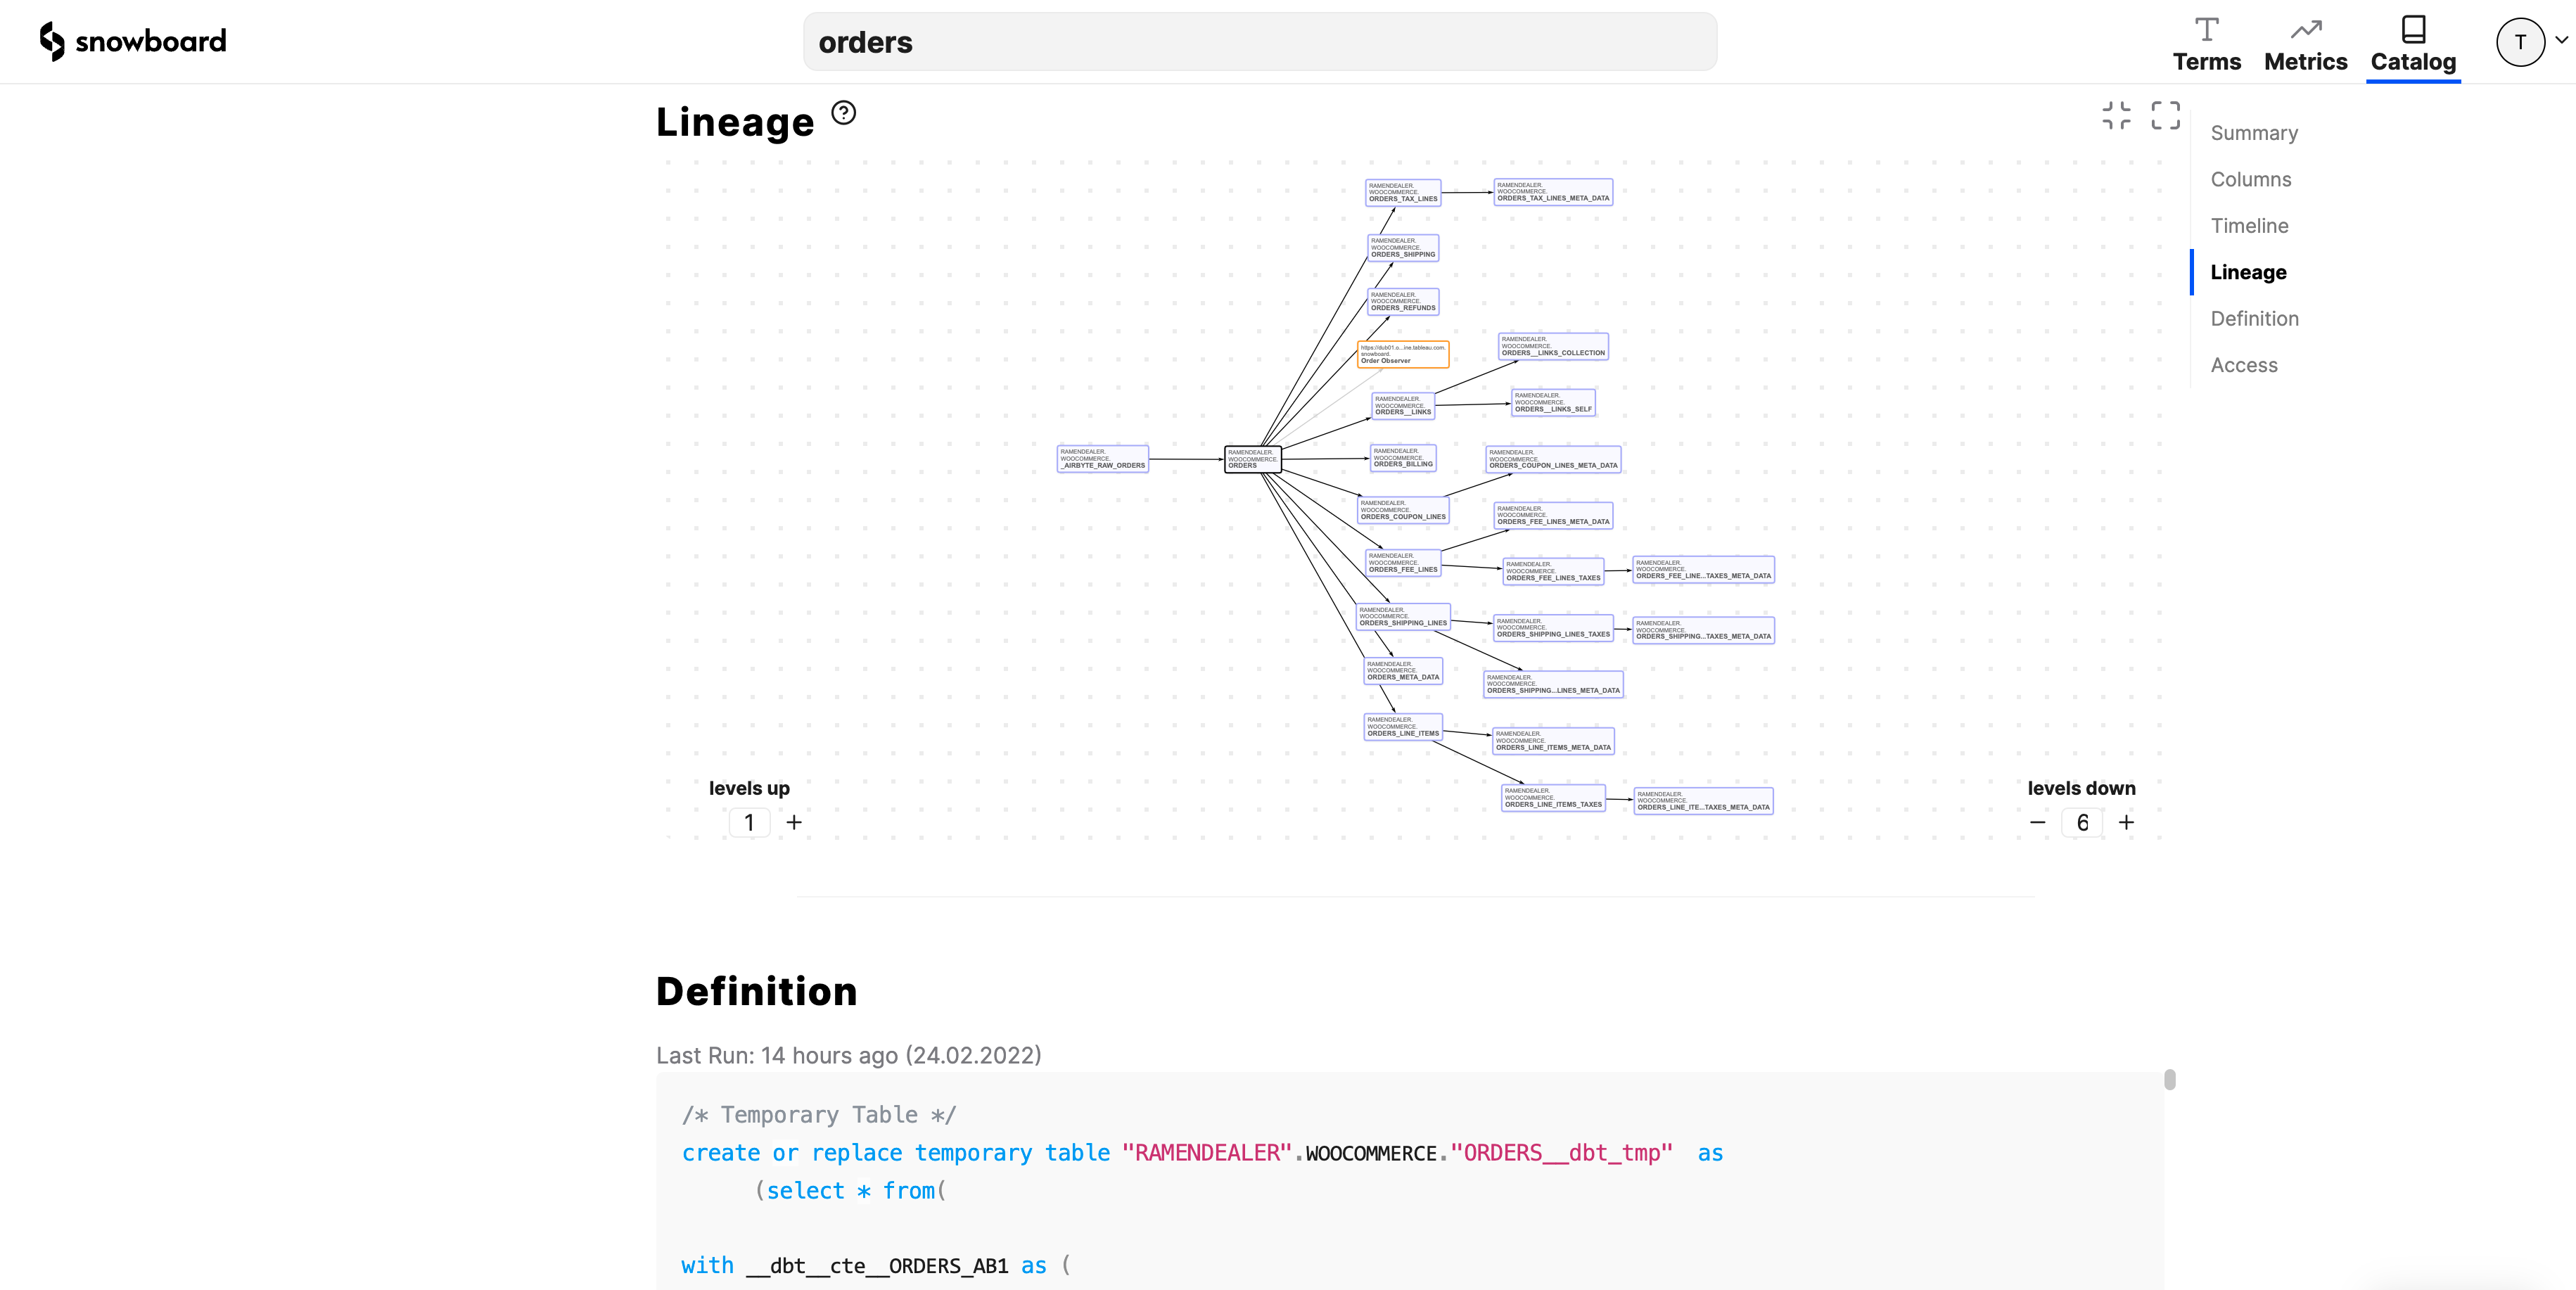 snowboard
orders
Terms
Metrics
Catalog
T
Lineage
?
Summary
Columns
Timeline
Lineage
Definition
Access
RAMENDEALER.
WOOCOMMERCE.
_AIRBYTE_RAW_ORDERS
RAMENDEALER.
WOOCOMMERCE.
ORDERS
RAMENDEALER.
WOOCOMMERCE.
ORDERS_TAX_LINES
RAMENDEALER.
WOOCOMMERCE.
ORDERS_TAX_LINES_META_DATA
RAMENDEALER.
WOOCOMMERCE.
ORDERS_SHIPPING
RAMENDEALER.
WOOCOMMERCE.
ORDERS_REFUNDS
https://dub01.o...ine.tableau.com.
snowboard.
Order Observer
RAMENDEALER.
WOOCOMMERCE.
ORDERS__LINKS_COLLECTION
RAMENDEALER.
WOOCOMMERCE.
ORDERS__LINKS
RAMENDEALER.
WOOCOMMERCE.
ORDERS__LINKS_SELF
RAMENDEALER.
WOOCOMMERCE.
ORDERS_BILLING
RAMENDEALER.
WOOCOMMERCE.
ORDERS_COUPON_LINES_META_DATA
RAMENDEALER.
WOOCOMMERCE.
ORDERS_COUPON_LINES
RAMENDEALER.
WOOCOMMERCE.
ORDERS_FEE_LINES_META_DATA
RAMENDEALER.
WOOCOMMERCE.
ORDERS_FEE_LINES
RAMENDEALER.
WOOCOMMERCE.
ORDERS_FEE_LINES_TAXES
RAMENDEALER.
WOOCOMMERCE.
ORDERS_FEE_LINE...TAXES_META_DATA
RAMENDEALER.
WOOCOMMERCE.
ORDERS_SHIPPING_LINES
RAMENDEALER.
WOOCOMMERCE.
ORDERS_SHIPPING_LINES_TAXES
RAMENDEALER.
WOOCOMMERCE.
ORDERS_SHIPPING...TAXES_META_DATA
RAMENDEALER.
WOOCOMMERCE.
ORDERS_META_DATA
RAMENDEALER.
WOOCOMMERCE.
ORDERS_SHIPPING...LINES_META_DATA
RAMENDEALER.
WOOCOMMERCE.
ORDERS_LINE_ITEMS
RAMENDEALER.
WOOCOMMERCE.
ORDERS_LINE_ITEMS_META_DATA
RAMENDEALER.
WOOCOMMERCE.
ORDERS_LINE_ITEMS_TAXES
RAMENDEALER.
WOOCOMMERCE.
ORDERS_LINE_ITE...TAXES_META_DATA
levels up
1 +
levels down
− 6 +
Definition
Last Run: 14 hours ago (24.02.2022)
/* Temporary Table */
create or replace temporary table "RAMENDEALER".WOOCOMMERCE."ORDERS__dbt_tmp" as
(select * from(
with __dbt__cte__ORDERS_AB1 as (